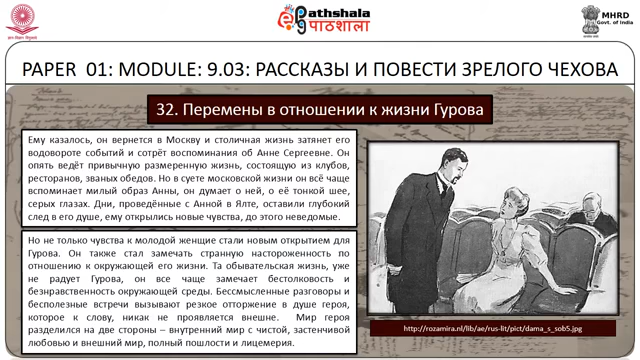 Pathshala
पाठशाला
MHRD
Govt. of India
PAPER 01: MODULE: 9.03: РАССКАЗЫ И ПОВЕСТИ ЗРЕЛОГО ЧЕХОВА
32. Перемены в отношении к жизни Гурова
Ему казалось, он вернется в Москву и столичная жизнь затянет его
водовороте событий и сотрёт воспоминания об Анне Сергеевне. Он
опять ведёт привычную размеренную жизнь, состоящую из клубов,
ресторанов, званых обедов. Но в суете московской жизни он всё чаще
вспоминает милый образ Анны, он думает о ней, о её тонкой шее,
серых глазах. Дни, проведённые с Анной в Ялте, оставили глубокий
след в его душе, ему открылись новые чувства, до этого неведомые.
Но не только чувства к молодой женщие стали новым открытием для
Гурова. Он также стал замечать странную настороженность по
отношению к окружающей его жизни. Та обывательская жизнь, уже
не радует Гурова, он все чаще замечает бестолковость и
безнравственность окружающей среды. Бессмысленные разговоры и
бесполезные встречи вызывают резкое отторжение в душе героя,
которое к слову, никак не проявляется внешне. Мир героя
разделился на две стороны – внутренний мир с чистой, застенчивой
любовью и внешний мир, полный пошлости и лицемерия.
http://rozamira.nl/lib/ae/rus-lit/pict/dama_s_sob5.jpg